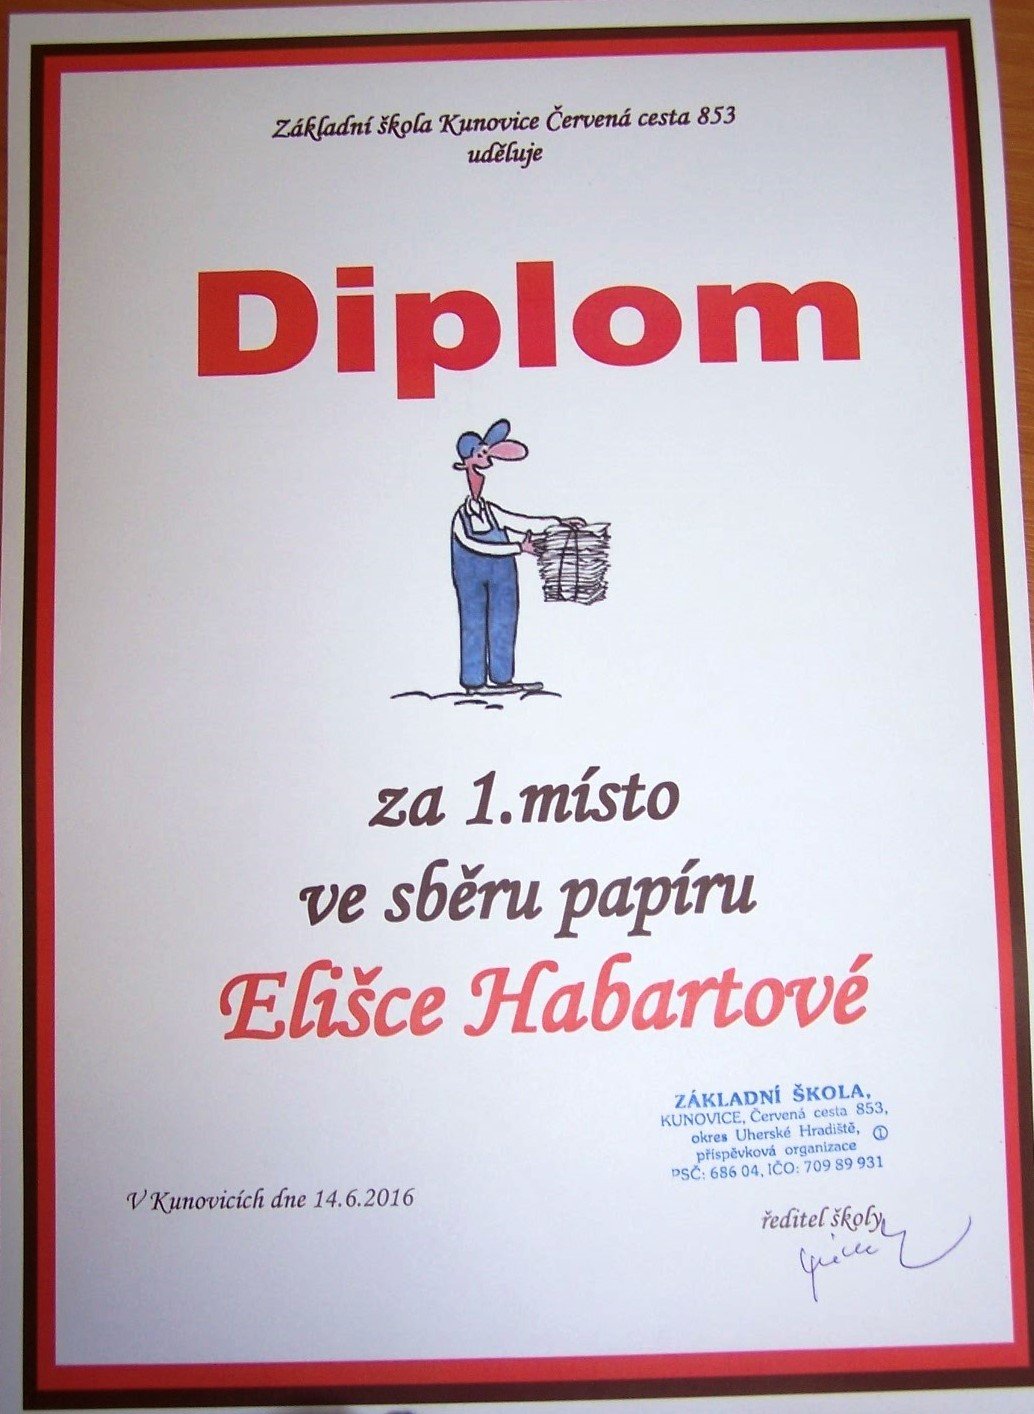 Základní škola Kunovice Červená cesta 853
uděluje
Diplom
za 1.místo
ve sběru papíru
Elišce Habartové
ZÁKLADNÍ ŠKOLA,
KUNOVICE, Červená cesta 853,
okres Uherské Hradiště, 1
příspěvková organizace
PSČ: 686 04, IČO: 709 89 931
V Kunovicích dne 14.6.2016
ředitel školy